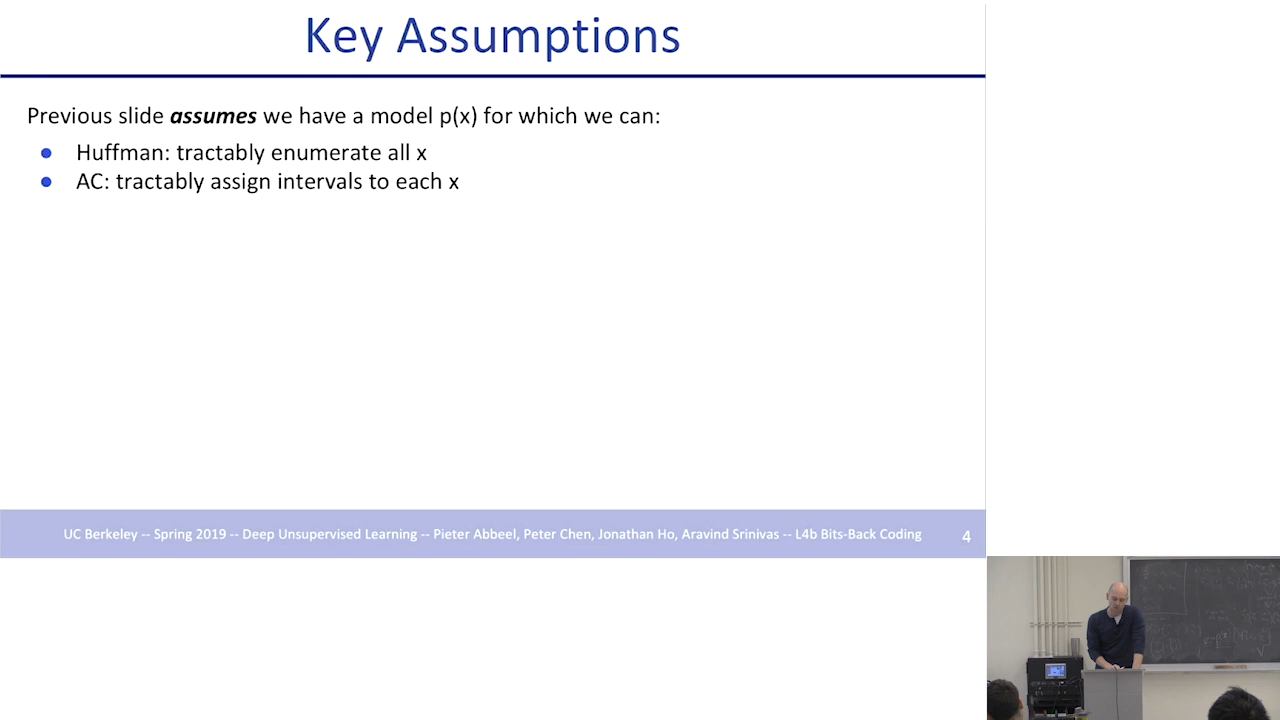 Key Assumptions
Previous slide assumes we have a model p(x) for which we can:
● Huffman: tractably enumerate all x
● AC: tractably assign intervals to each x
UC Berkeley -- Spring 2019 -- Deep Unsupervised Learning -- Pieter Abbeel, Peter Chen, Jonathan Ho, Aravind Srinivas -- L4b Bits-Back Coding 4